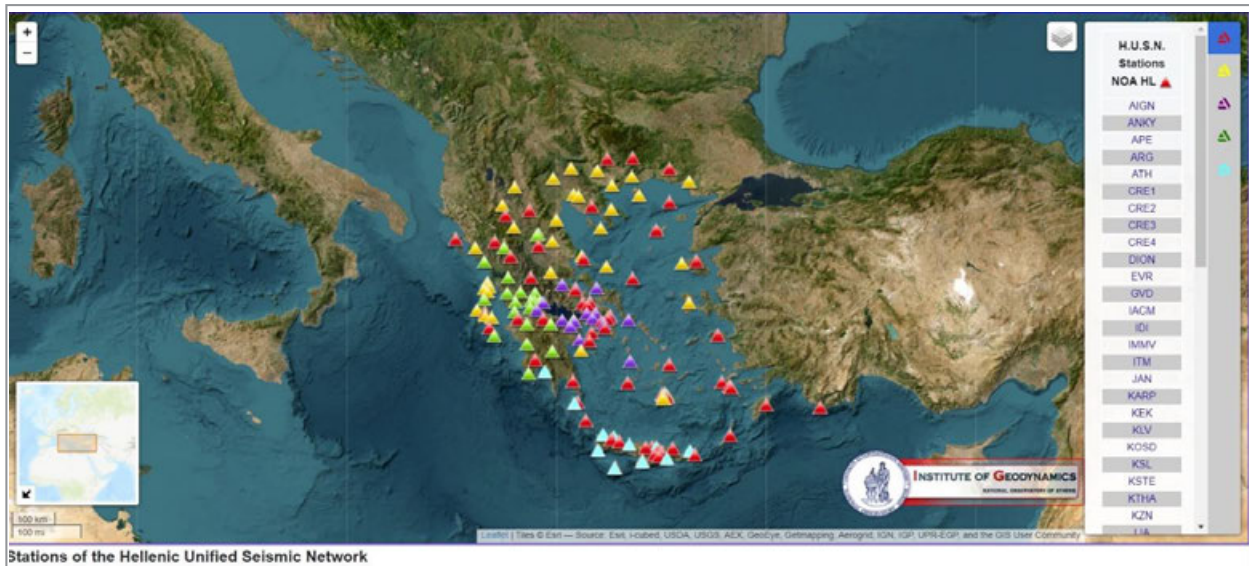 +
−
H.U.S.N.
Stations
NOA HL
AIGN
ANKY
APE
ARG
ATH
CRE1
CRE2
CRE3
CRE4
DION
EVR
GVD
IACM
IDI
IMMV
ITM
JAN
KARP
KEK
KLV
KOSD
KSL
KSTE
KTHA
KZN
LIA
INSTITUTE OF GEODYNAMICS
NATIONAL OBSERVATORY OF ATHENS
100 km
100 mi
Leaflet | Tiles © Esri — Source: Esri, i-cubed, USDA, USGS, AEX, GeoEye, Getmapping, Aerogrid, IGN, IGP, UPR-EGP, and the GIS User Community
Stations of the Hellenic Unified Seismic Network